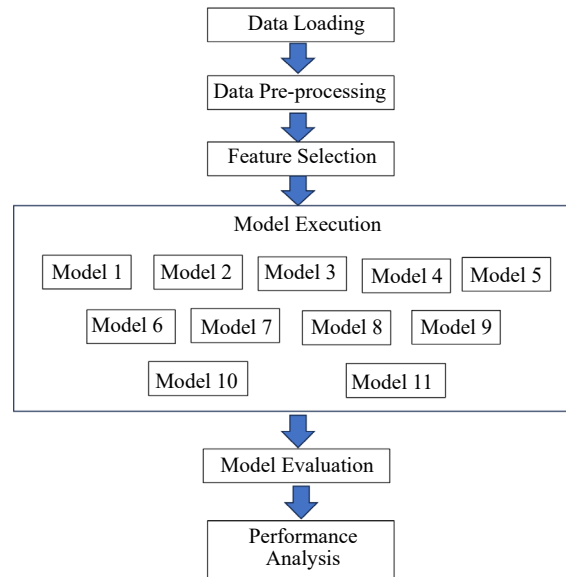 Data Loading
Data Pre-processing
Feature Selection
Model Execution
Model 1
Model 2
Model 3
Model 4
Model 5
Model 6
Model 7
Model 8
Model 9
Model 10
Model 11
Model Evaluation
Performance
Analysis